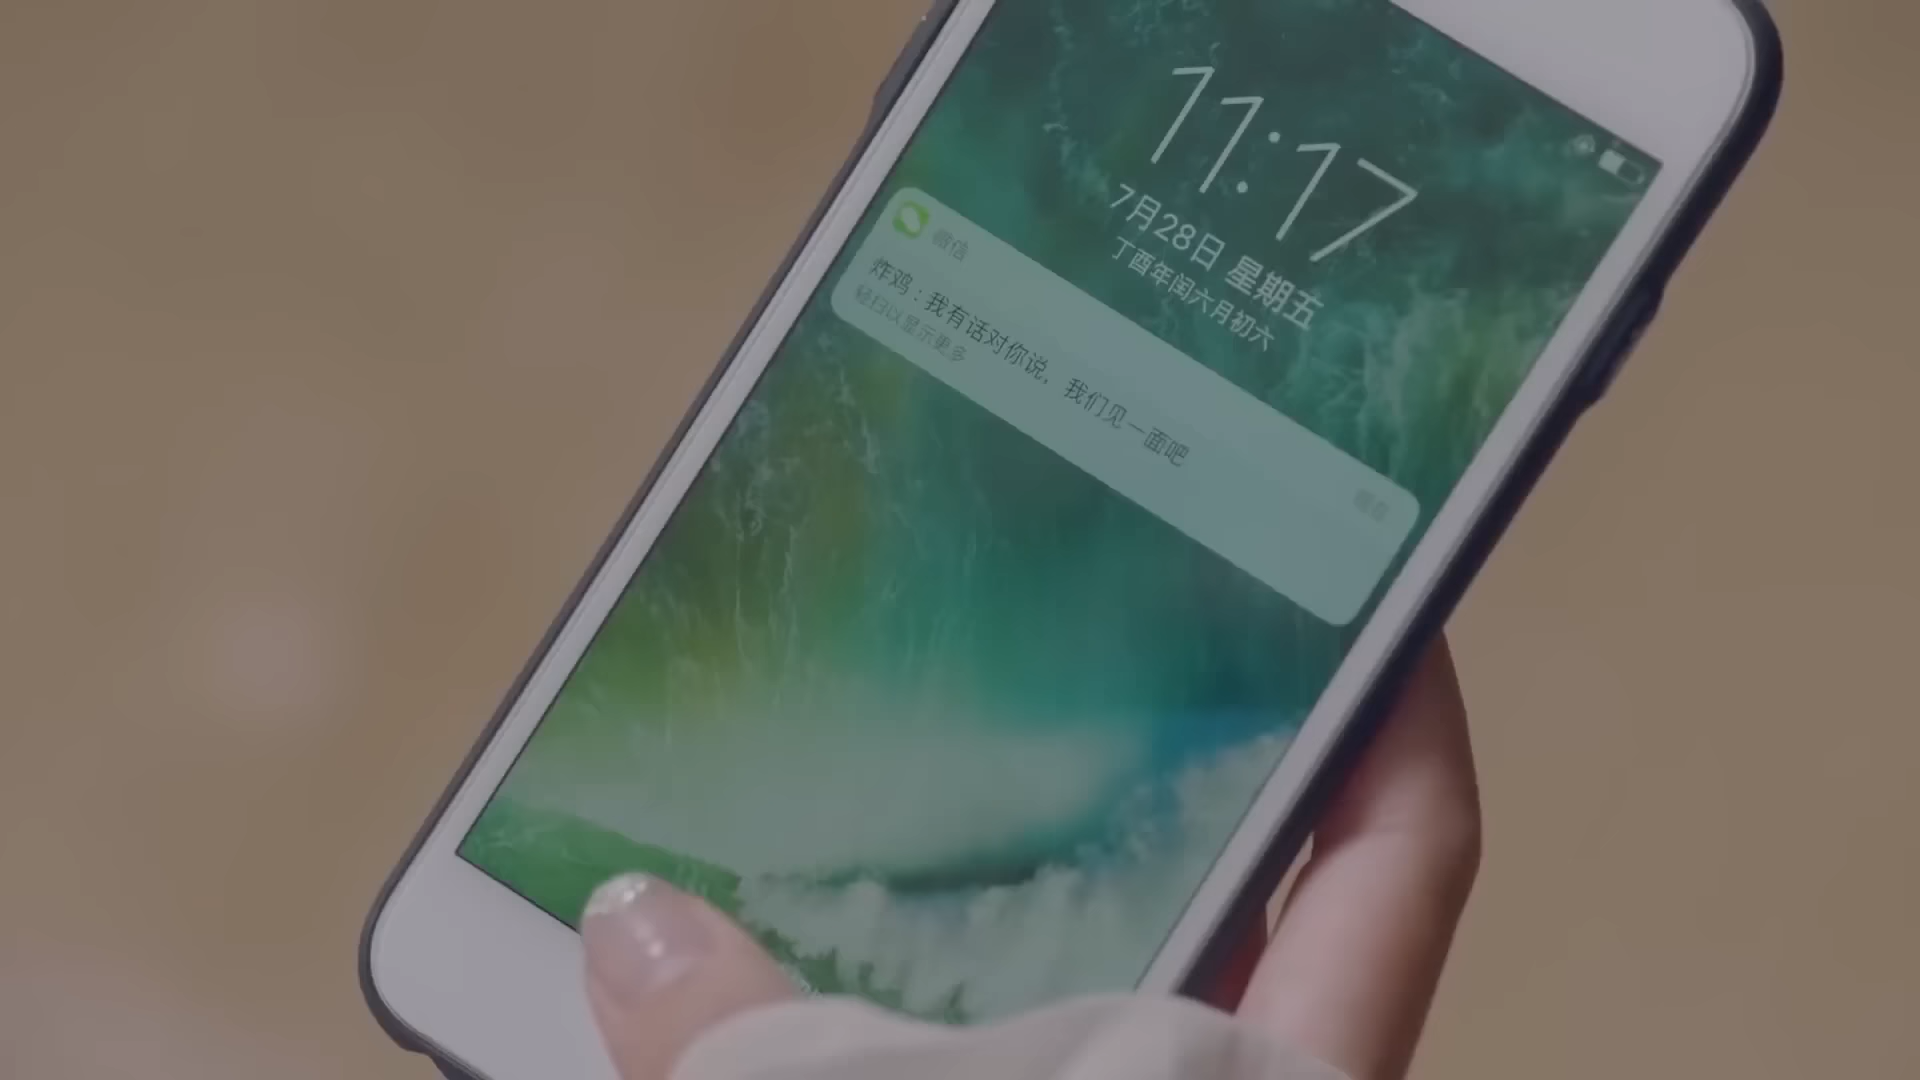 11:17
7月28日 星期五
丁酉年闰六月初六
微信
炸鸡：我有话对你说，我们见一面吧
轻扫以显示更多